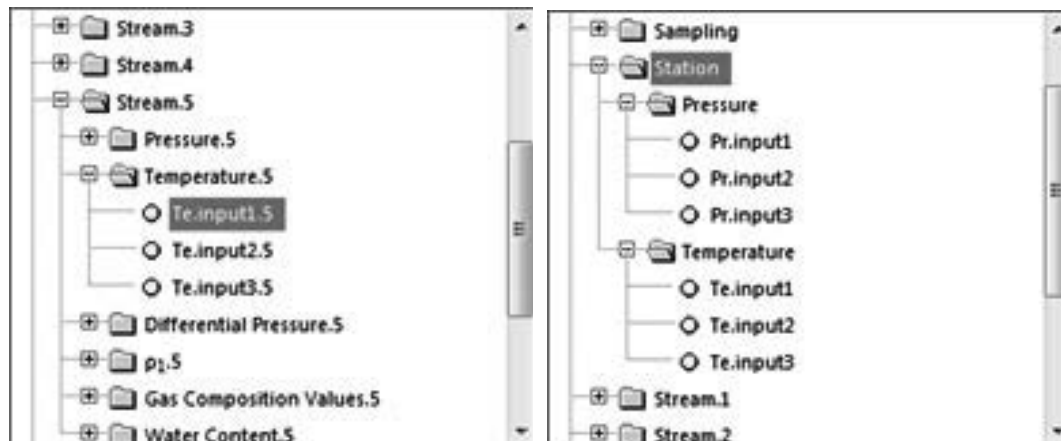 Stream.3
Stream.4
Stream.5
Pressure.5
Temperature.5
Te.input1.5
Te.input2.5
Te.input3.5
Differential Pressure.5
ρ₁.5
Gas Composition Values.5
Water Content.5
Sampling
Station
Pressure
Pr.input1
Pr.input2
Pr.input3
Temperature
Te.input1
Te.input2
Te.input3
Stream.1
Stream.2